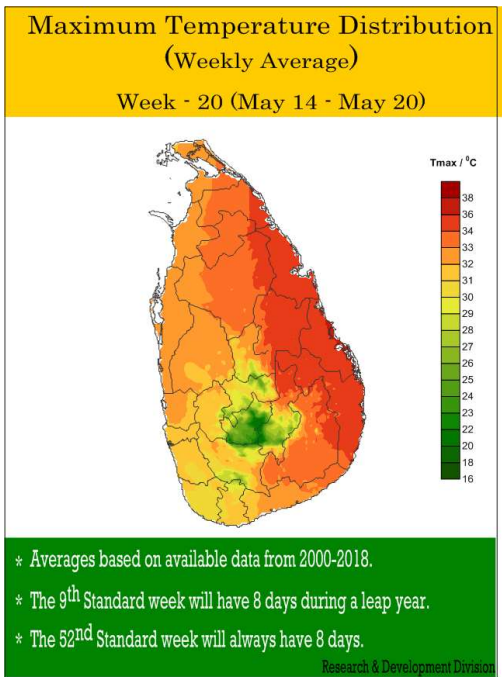 Maximum Temperature Distribution
(Weekly Average)
Week - 20 (May 14 - May 20)
Tmax / ⁰C
38
36
34
33
32
31
30
29
28
27
26
24
23
22
20
18
16
* Averages based on available data from 2000-2018.
* The 9th Standard week will have 8 days during a leap year.
* The 52nd Standard week will always have 8 days.
Research & Development Division